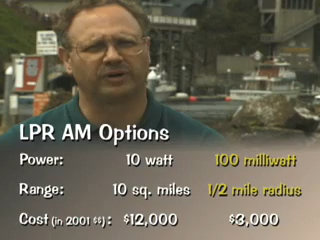 LPR AM Options
Power: 10 watt 100 milliwatt
Range: 10 sq. miles 1/2 mile radius
Cost (in 2001 $$): $12,000 $3,000